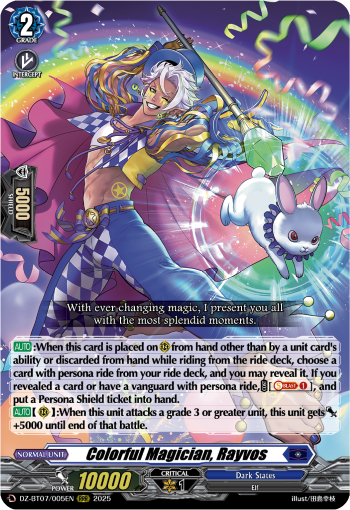 2
GRADE
INTERCEPT
5000
SHIELD
With ever changing magic, I present you all
with the most splendid moments.
AUTO :When this card is placed on R from hand other than by a unit card's
ability or discarded from hand while riding from the ride deck, choose a
card with persona ride from your ride deck, and you may reveal it. If you
revealed a card or have a vanguard with persona ride, [S-BLAST 1], and
put a Persona Shield ticket into hand.
AUTO【R】:When this unit attacks a grade 3 or greater unit, this unit gets
+5000 until end of that battle.
NORMAL UNIT
Colorful Magician, Rayvos
POWER 10000
CRITICAL
1
Dark States
Elf
DZ-BT07/005EN RRR 2025
illust/田島幸枝